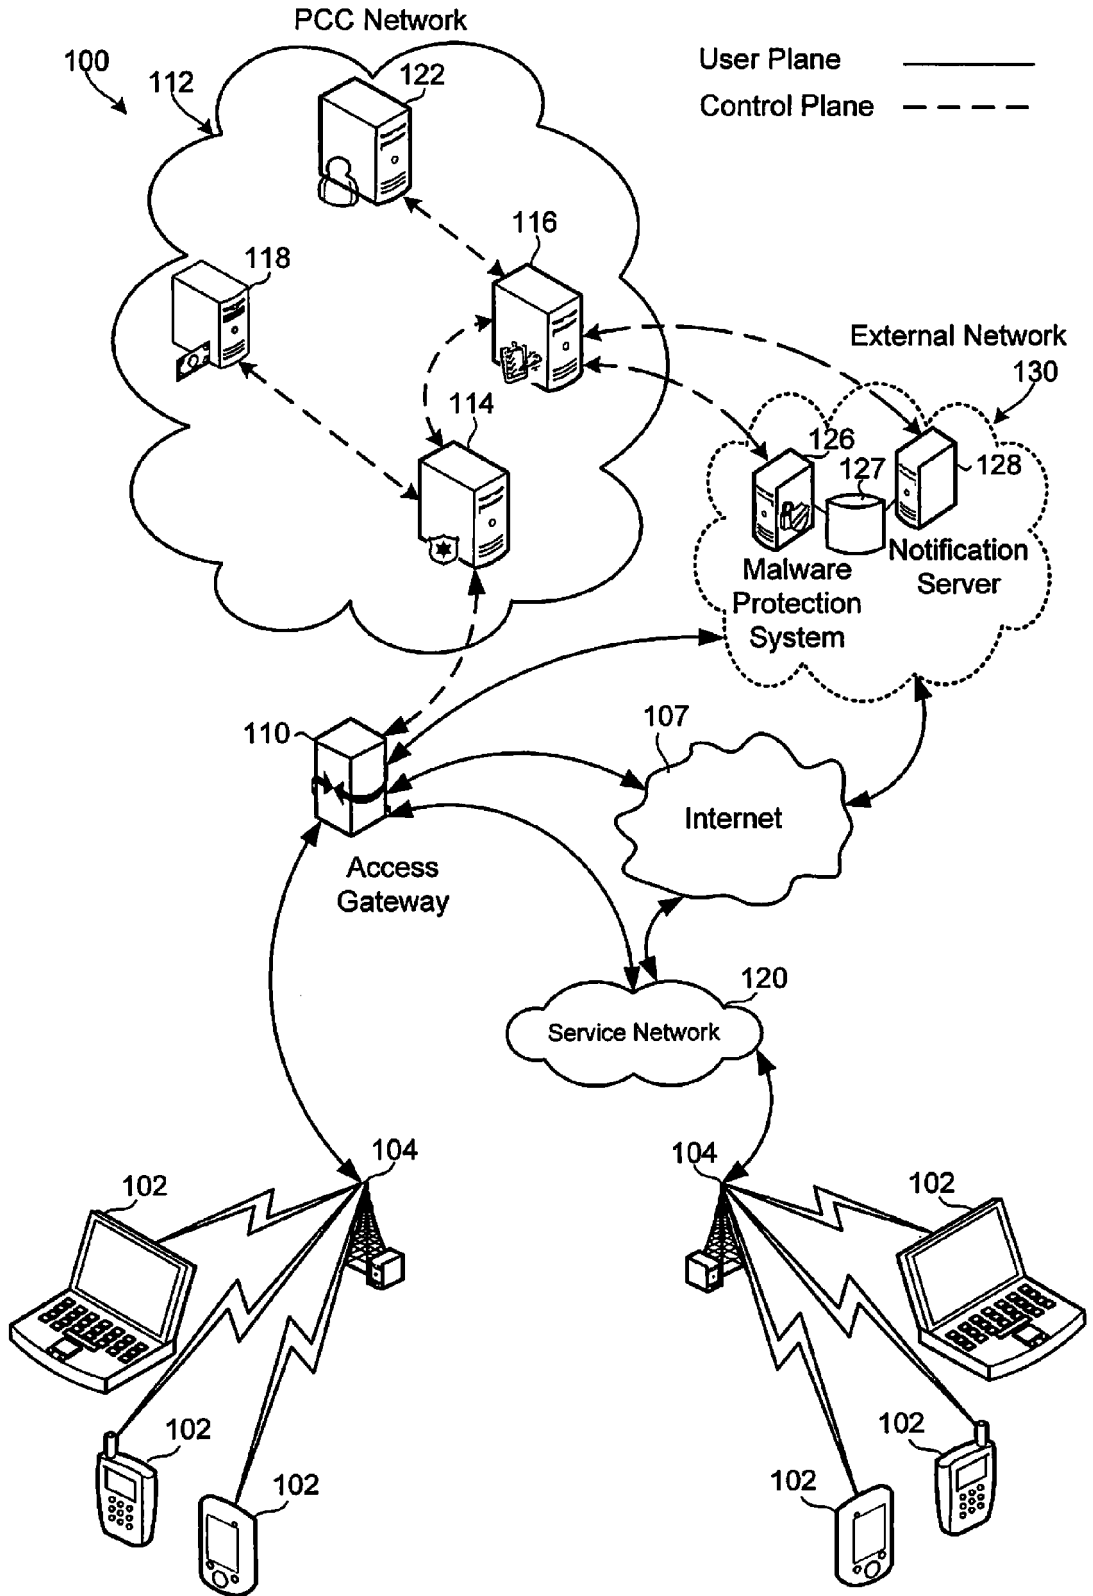 PCC Network
100
112
122
User Plane
Control Plane
116
118
External Network
130
114
126
127
128
Malware
Protection
System
Notification
Server
110
107
Internet
Access
Gateway
120
Service Network
104
104
102
102
102
102
102
102